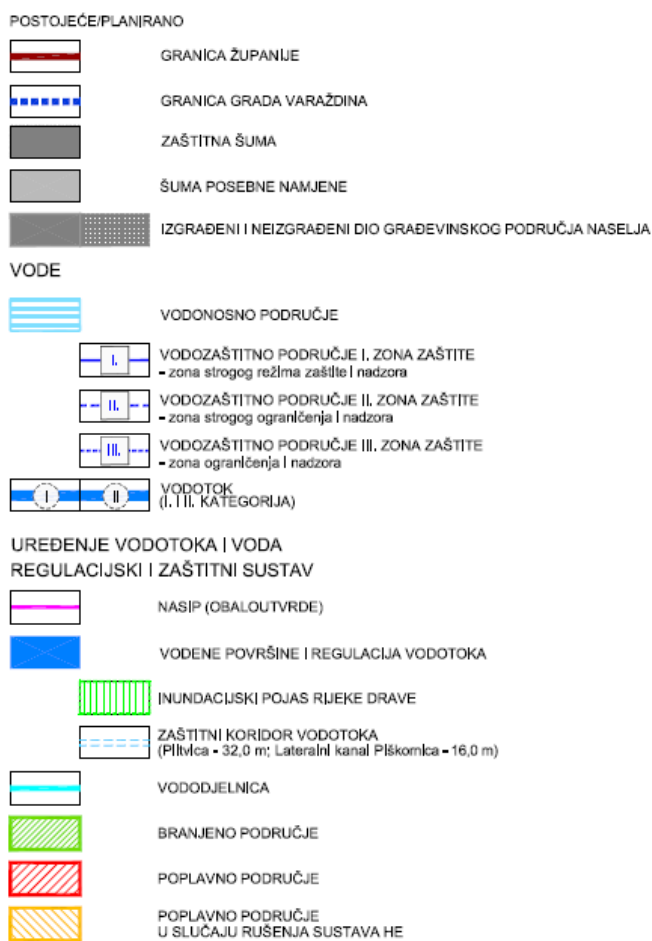 POSTOJEĆE/PLANIRANO
GRANICA ŽUPANIJE
GRANICA GRADA VARAŽDINA
ZAŠTITNA ŠUMA
ŠUMA POSEBNE NAMJENE
IZGRAĐENI I NEIZGRAĐENI DIO GRAĐEVINSKOG PODRUČJA NASELJA
VODE
VODONOSNO PODRUČJE
I. VODOZAŠTITNO PODRUČJE I. ZONA ZAŠTITE
- zona strogog režima zaštite i nadzora
II. VODOZAŠTITNO PODRUČJE II. ZONA ZAŠTITE
- zona strogog ograničenja i nadzora
III. VODOZAŠTITNO PODRUČJE III. ZONA ZAŠTITE
- zona ograničenja i nadzora
I II VODOTOK
(I. I II. KATEGORIJA)
UREĐENJE VODOTOKA I VODA
REGULACIJSKI I ZAŠTITNI SUSTAV
NASIP (OBALOUTVRDE)
VODENE POVRŠINE I REGULACIJA VODOTOKA
INUNDACIJSKI POJAS RIJEKE DRAVE
ZAŠTITNI KORIDOR VODOTOKA
(Plitvica - 32,0 m; Lateralni kanal Piškornica - 16,0 m)
VODODJELNICA
BRANJENO PODRUČJE
POPLAVNO PODRUČJE
POPLAVNO PODRUČJE
U SLUČAJU RUŠENJA SUSTAVA HE